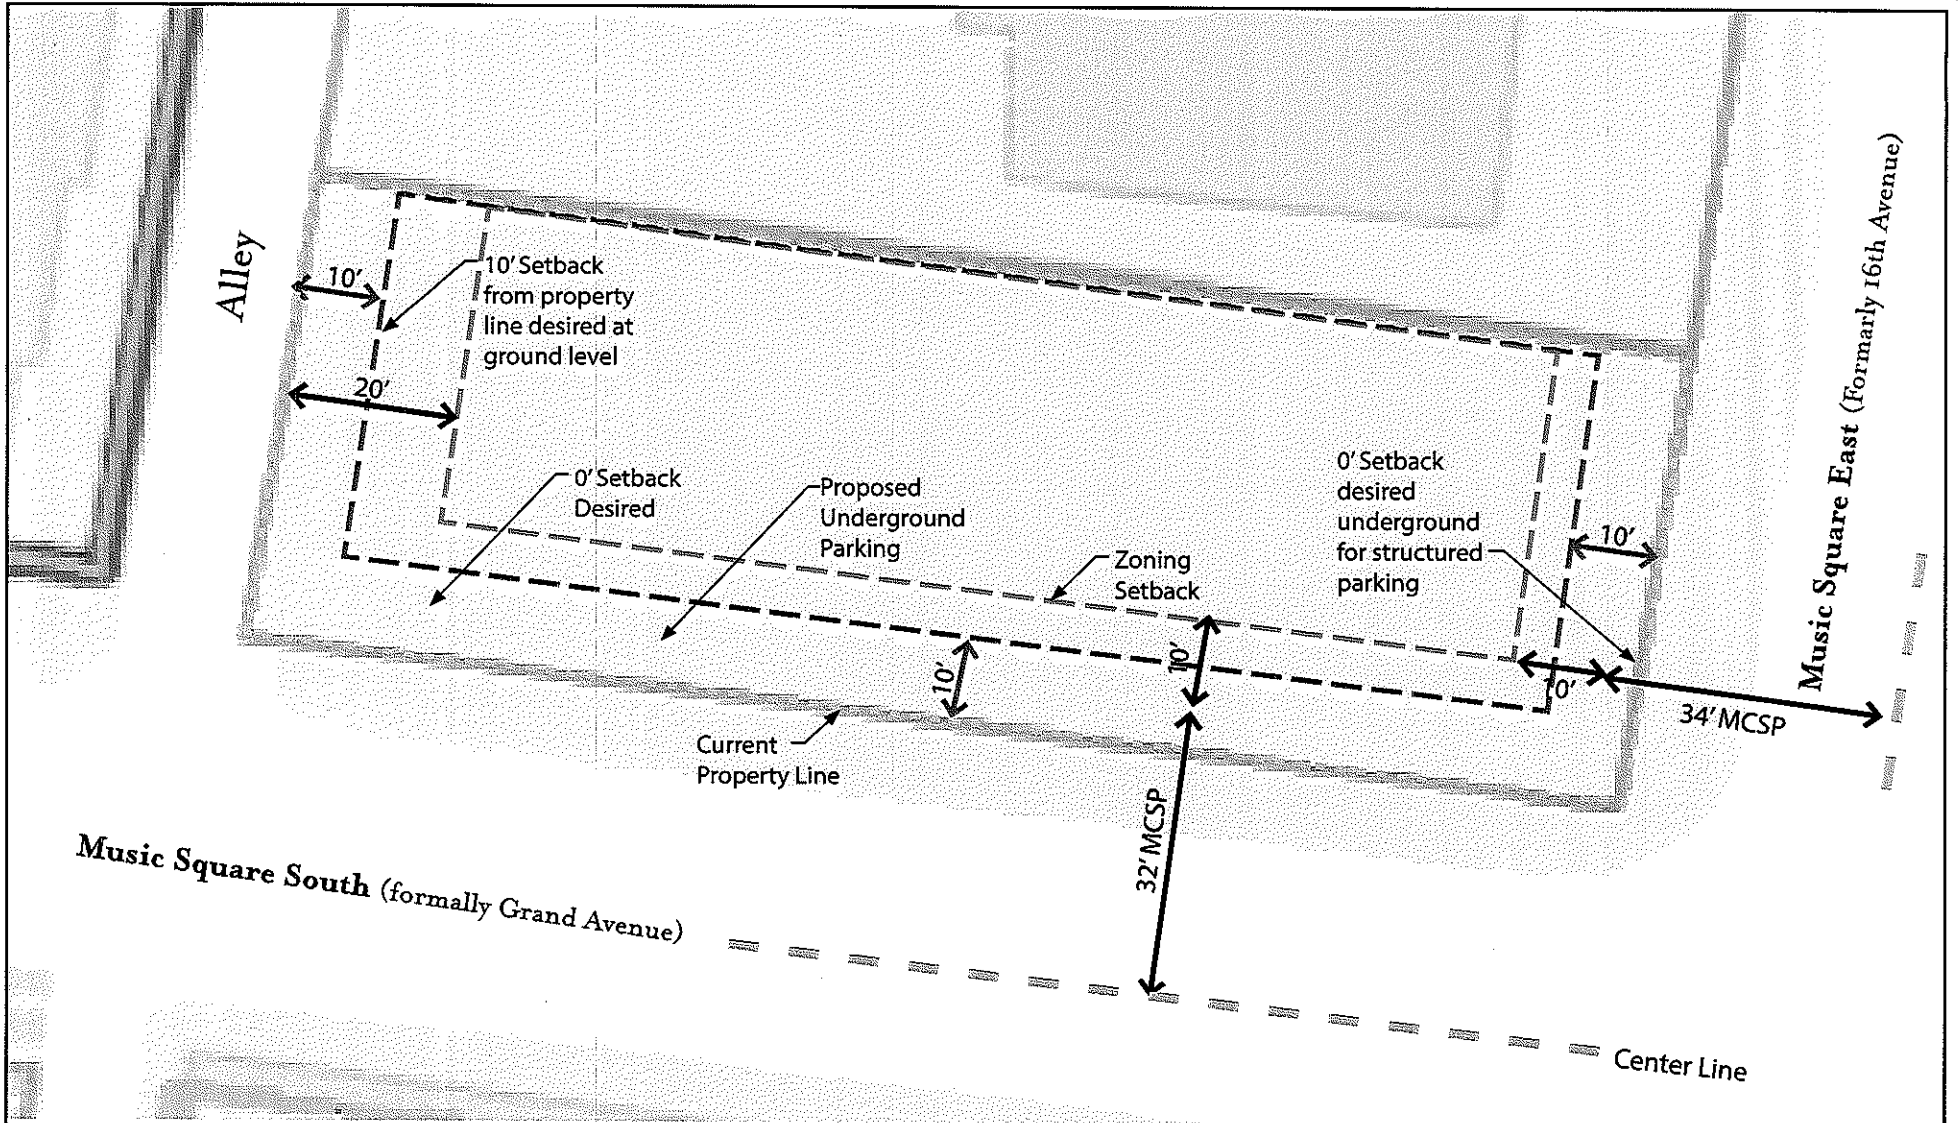 Alley
10'
10' Setback
from property
line desired at
ground level
20'
0' Setback
Desired
Proposed
Underground
Parking
Zoning
Setback
0' Setback
desired
underground
for structured
parking
10'
Music Square East (Formarly 16th Avenue)
10'
10'
10'
34' MCSP
Current
Property Line
32' MCSP
Music Square South (formally Grand Avenue)
Center Line